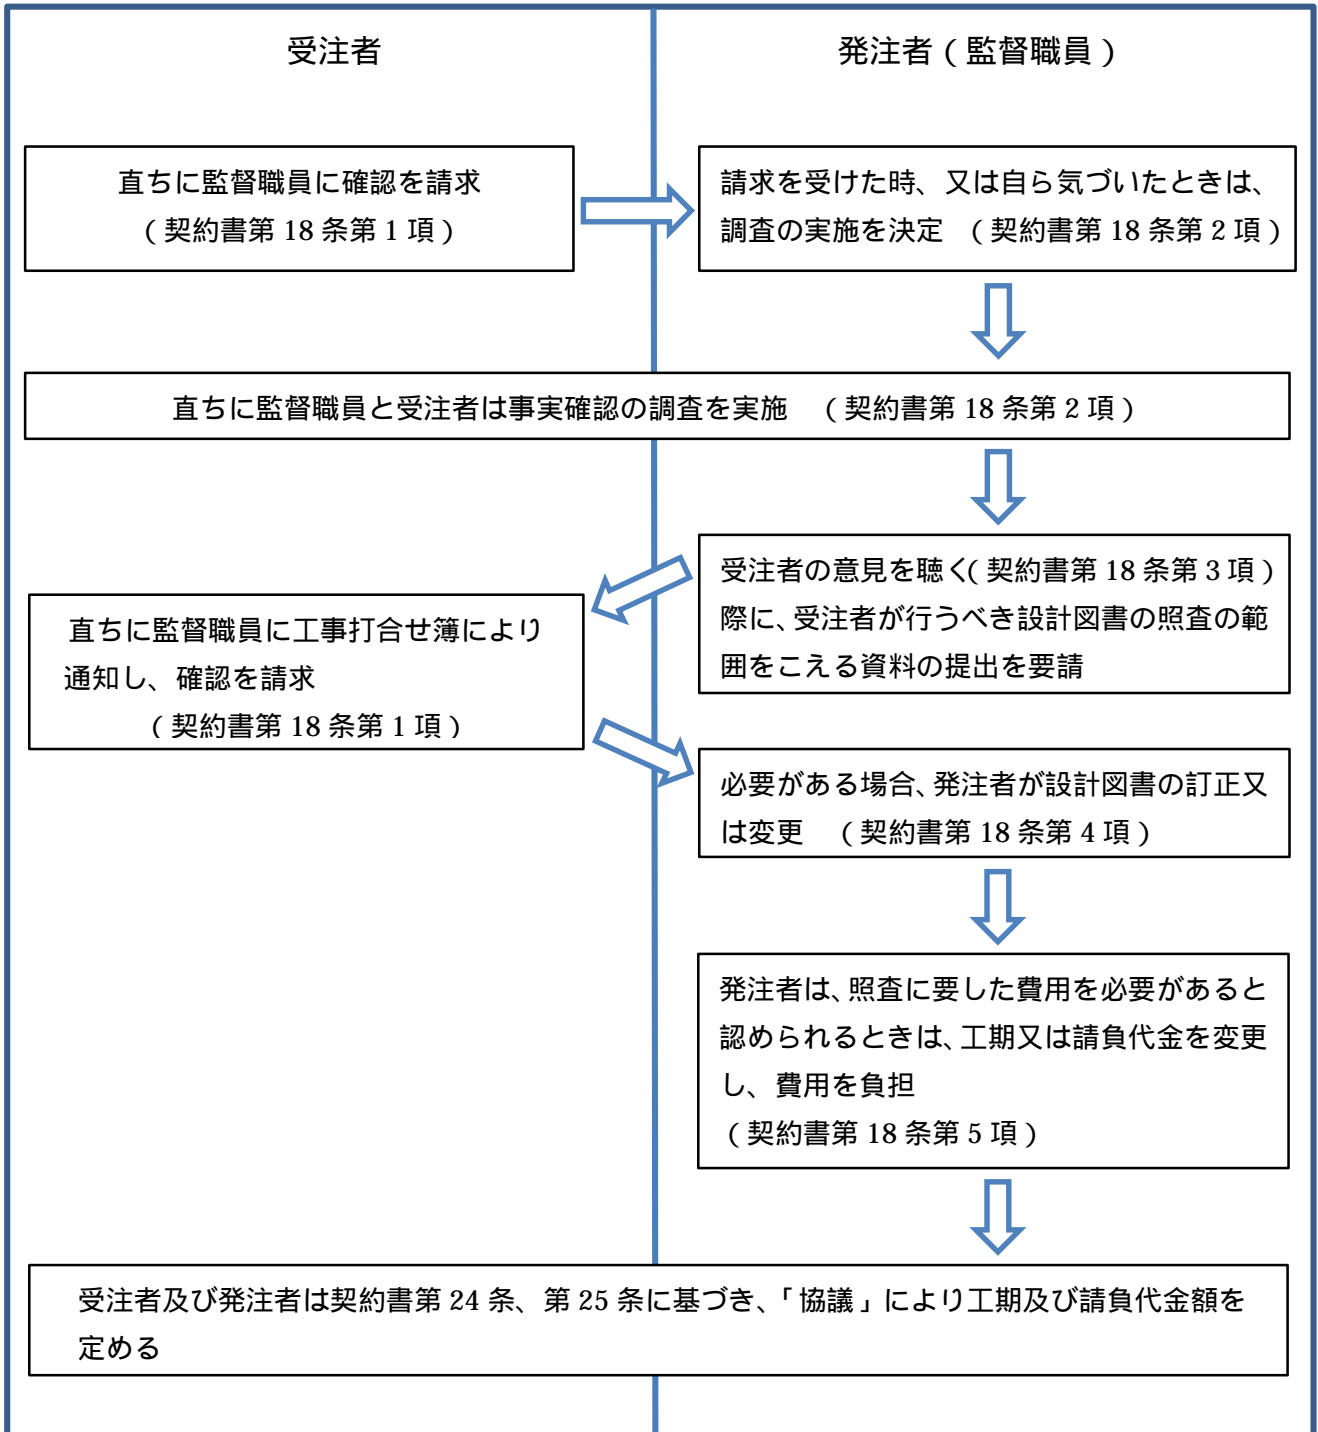 受注者
発注者(監督職員)
直ちに監督職員に確認を請求
(契約書第 18 条第 1 項)
請求を受けた時、又は自ら気づいたときは、
調査の実施を決定 (契約書第 18 条第 2 項)
直ちに監督職員と受注者は事実確認の調査を実施 (契約書第 18 条第 2 項)
受注者の意見を聴く(契約書第 18 条第 3 項)
際に、受注者が行うべき設計図書の照査の範
囲をこえる資料の提出を要請
直ちに監督職員に工事打合せ簿により
通知し、確認を請求
(契約書第 18 条第 1 項)
必要がある場合、発注者が設計図書の訂正又
は変更 (契約書第 18 条第 4 項)
発注者は、照査に要した費用を必要があると
認められるときは、工期又は請負代金を変更
し、費用を負担
(契約書第 18 条第 5 項)
受注者及び発注者は契約書第 24 条、第 25 条に基づき、「協議」により工期及び請負代金額を
定める